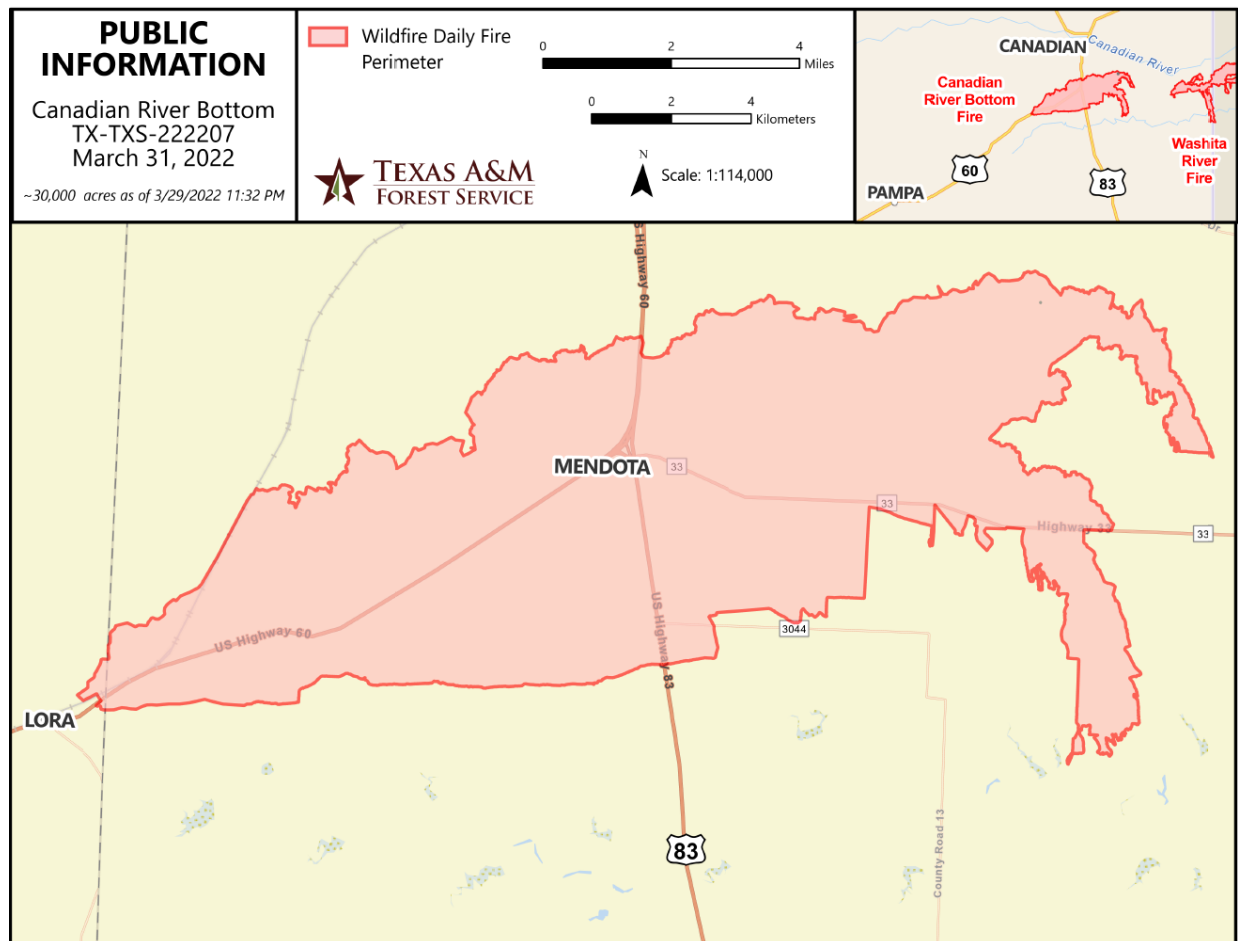 PUBLIC
INFORMATION
Canadian River Bottom
TX-TXS-222207
March 31, 2022
~30,000 acres as of 3/29/2022 11:32 PM
Wildfire Daily Fire
Perimeter
0 2 4
Miles
0 2 4
Kilometers
TEXAS A&M
FOREST SERVICE
N
Scale: 1:114,000
CANADIAN
Canadian River
Canadian
River Bottom
Fire
Washita
River
Fire
60
83
PAMPA
Dr
S Highway 60
MENDOTA
33
33
Highway 33
33
US Highway 60
US Highway 83
3044
LORA
83
County Road 13